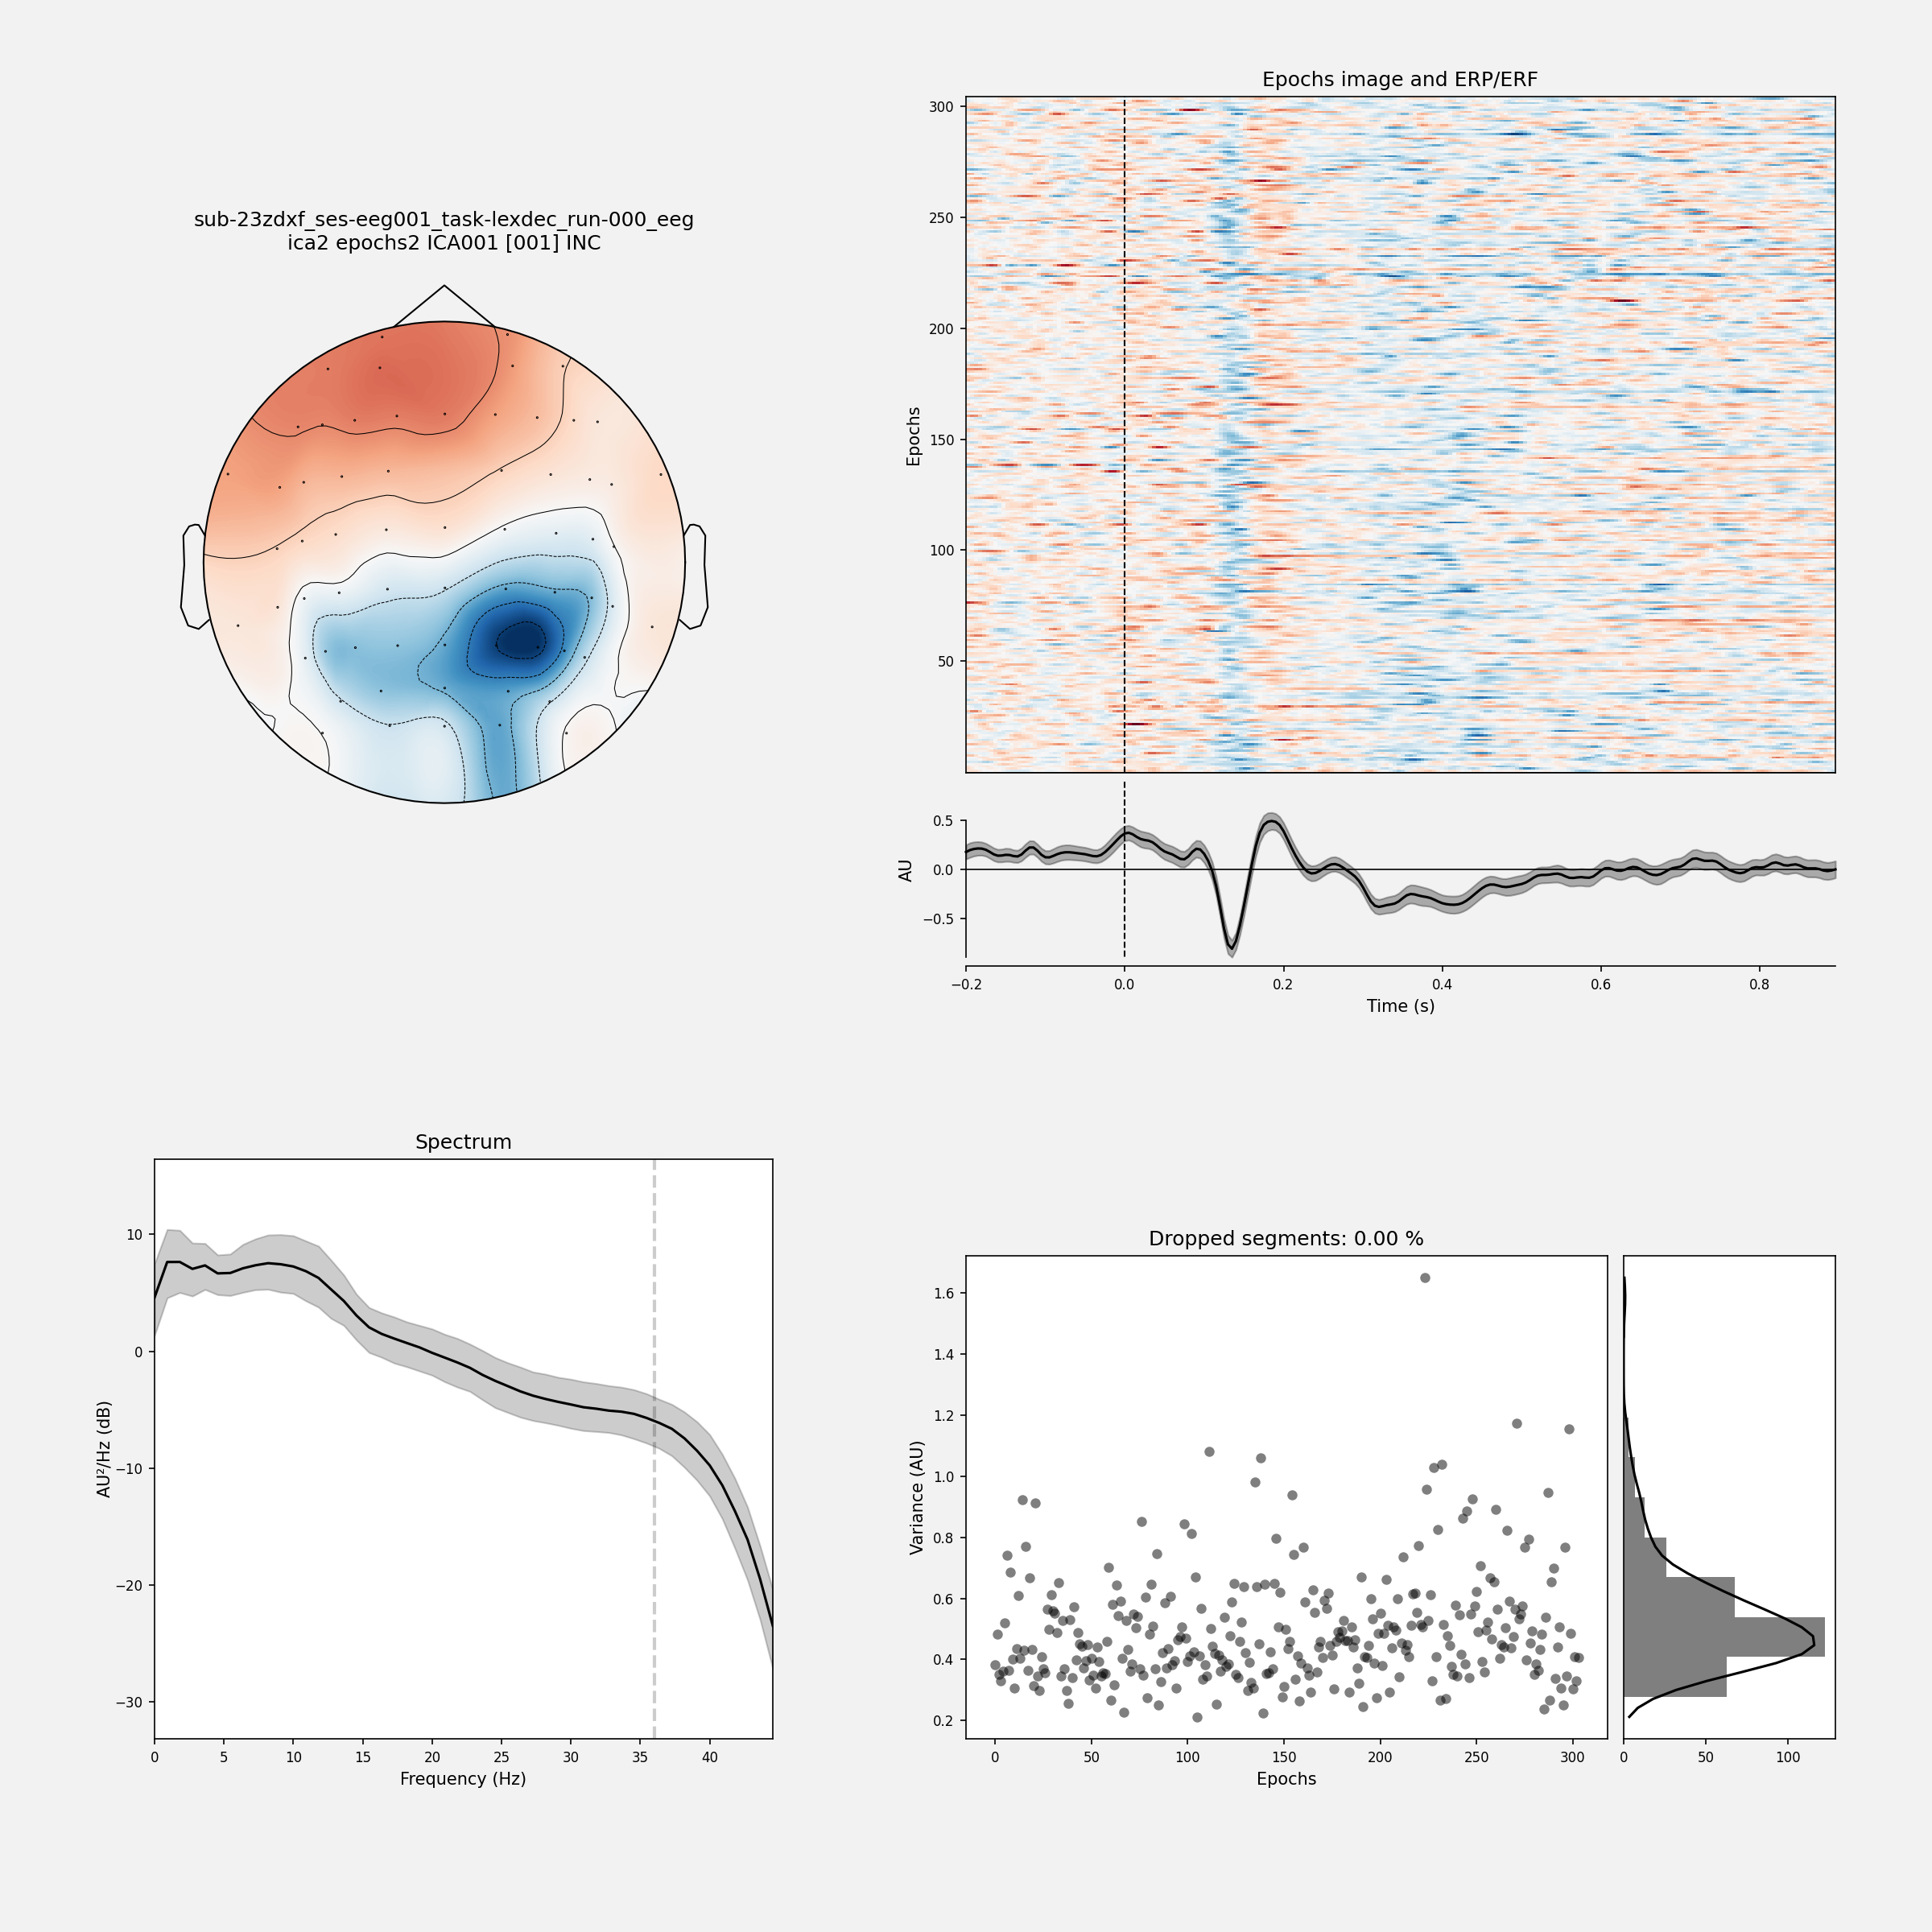 sub-23zdxf_ses-eeg001_task-lexdec_run-000_eeg
ica2 epochs2 ICA001 [001] INC
Epochs image and ERP/ERF
300
250
200
150
100
50
Epochs
0.5
0.0
−0.5
AU
−0.2 0.0 0.2 0.4 0.6 0.8
Time (s)
Spectrum
10
0
−10
−20
−30
AU²/Hz (dB)
0 5 10 15 20 25 30 35 40
Frequency (Hz)
Dropped segments: 0.00 %
1.6
1.4
1.2
1.0
0.8
0.6
0.4
0.2
Variance (AU)
0 50 100 150 200 250 300
Epochs
0 50 100